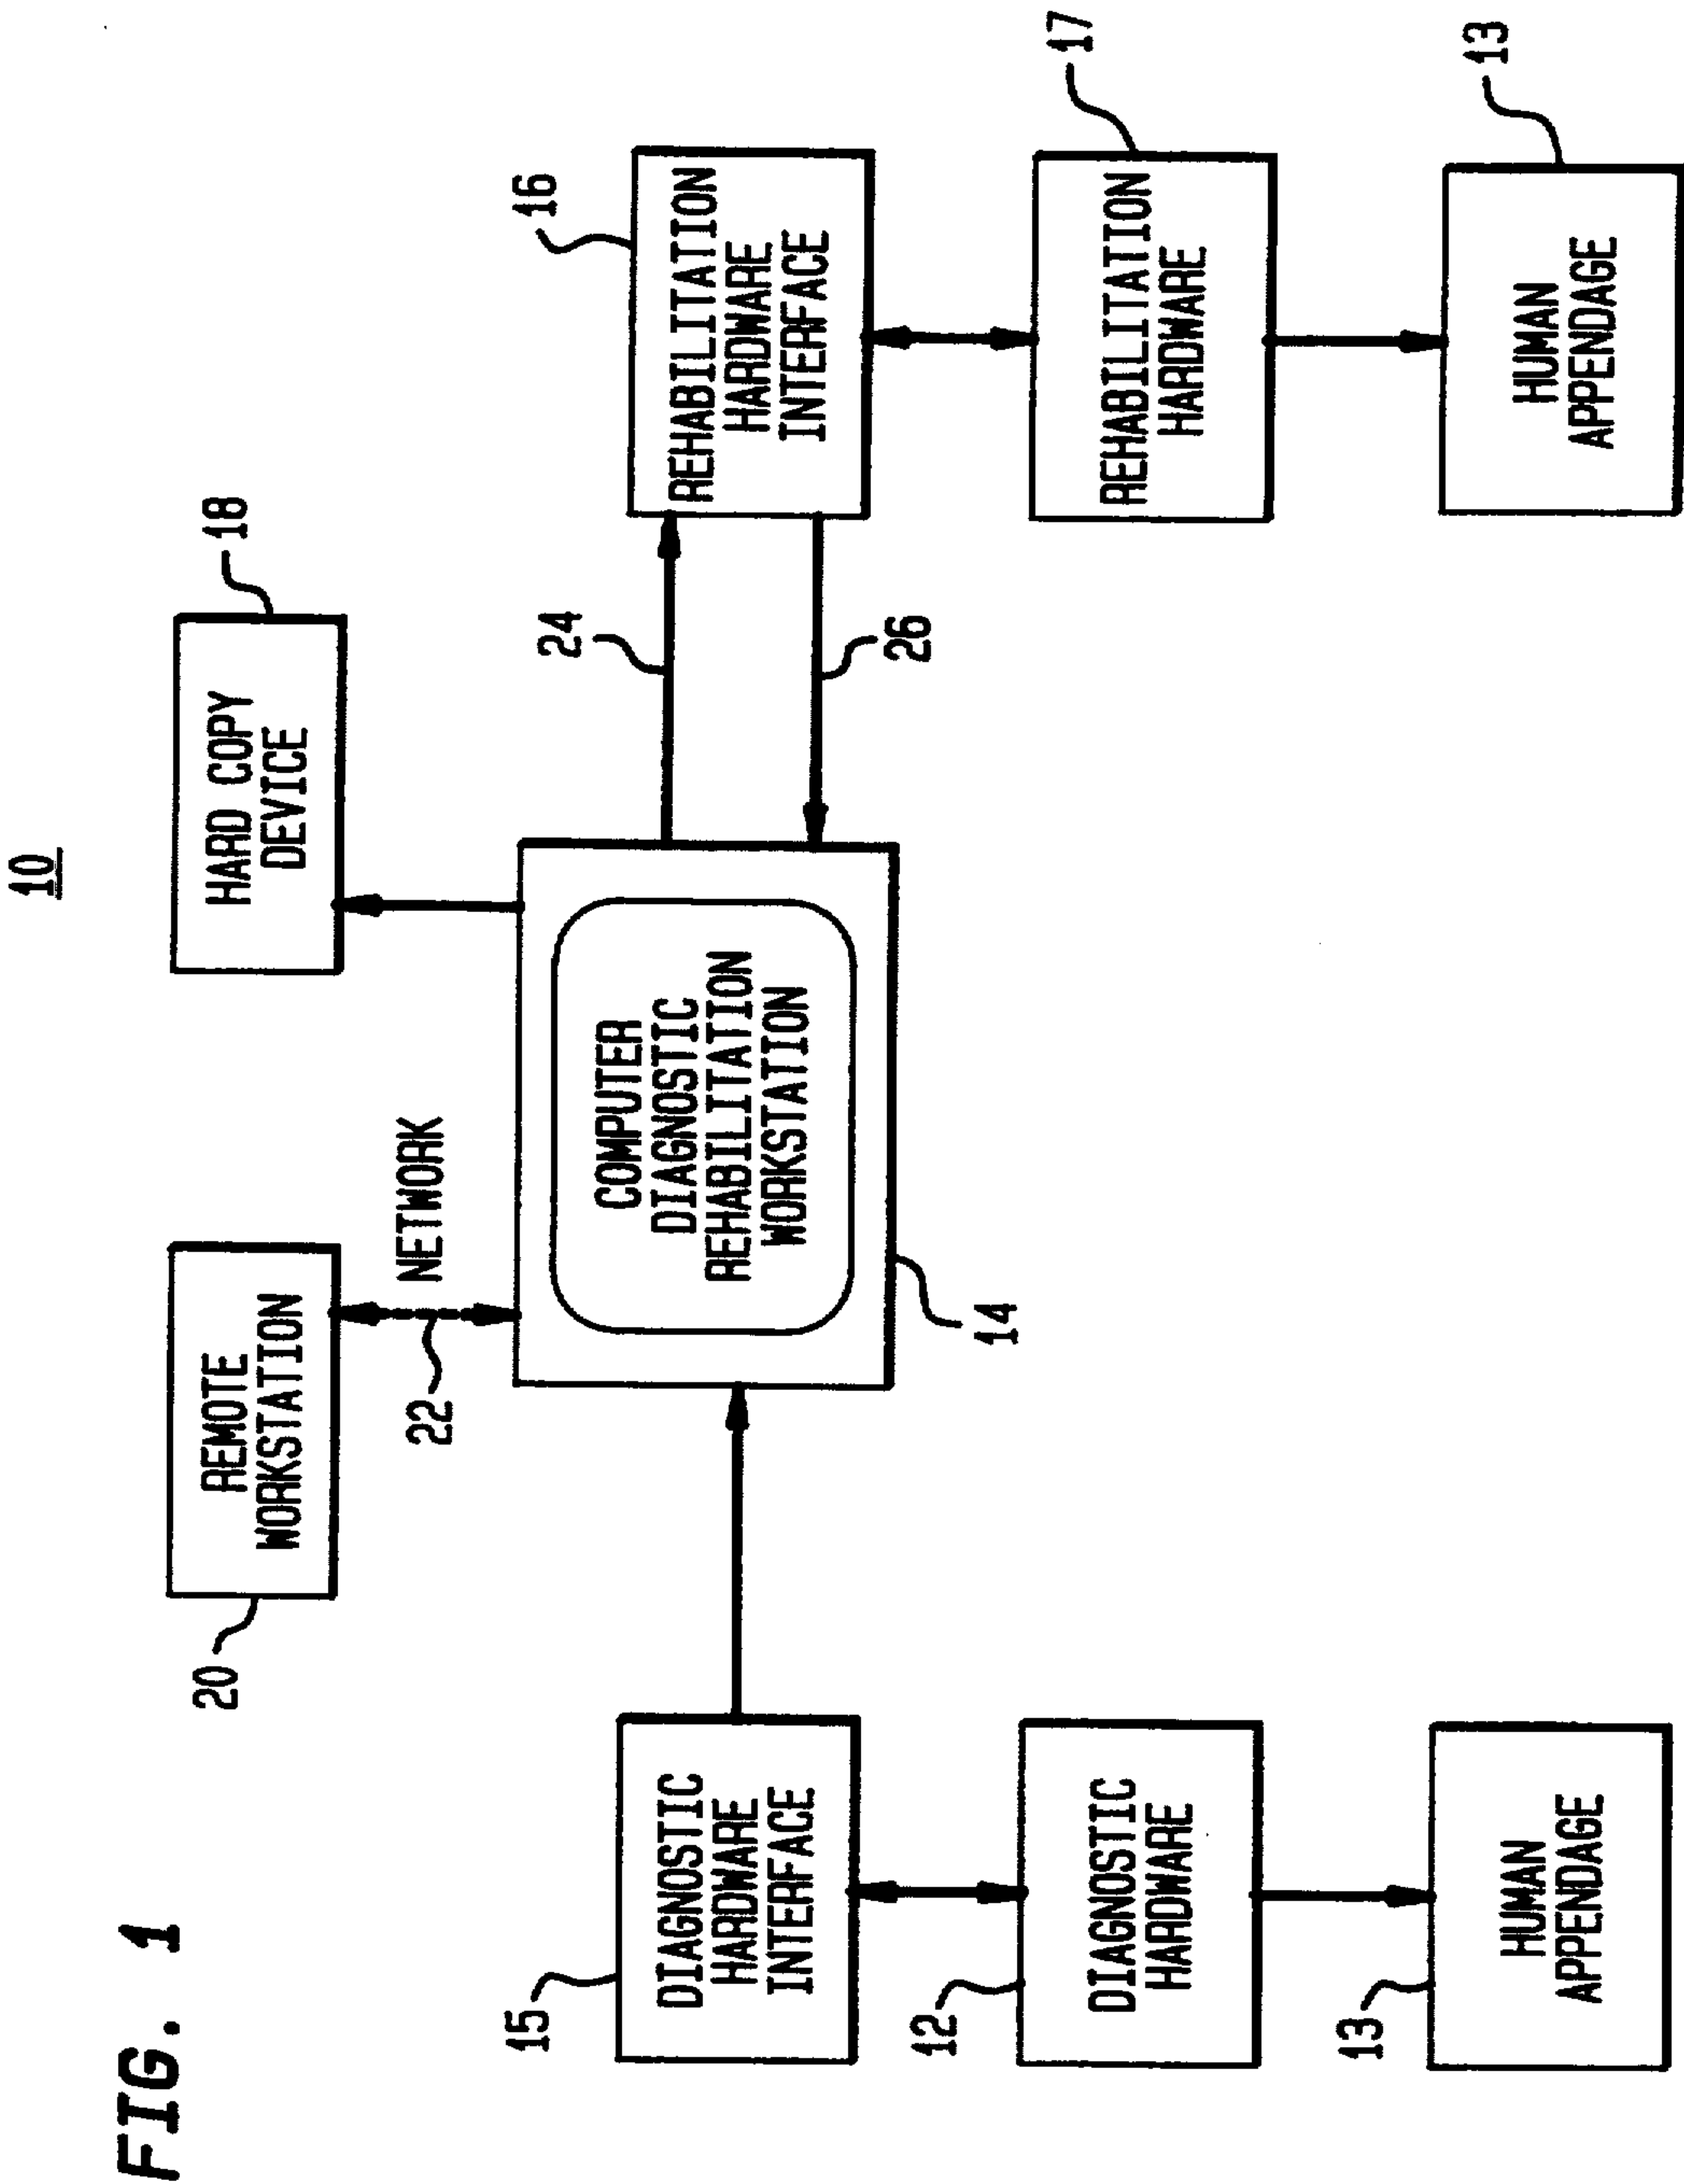 FIG. 1
10
20
REMOTE
WORKSTATION
HARD COPY
DEVICE
18
22
NETWORK
15
DIAGNOSTIC
HARDWARE
INTERFACE
COMPUTER
DIAGNOSTIC
REHABILITATION
WORKSTATION
14
24
26
16
REHABILITATION
HARDWARE
INTERFACE
12
DIAGNOSTIC
HARDWARE
17
REHABILITATION
HARDWARE
13
HUMAN
APPENDAGE
13
HUMAN
APPENDAGE